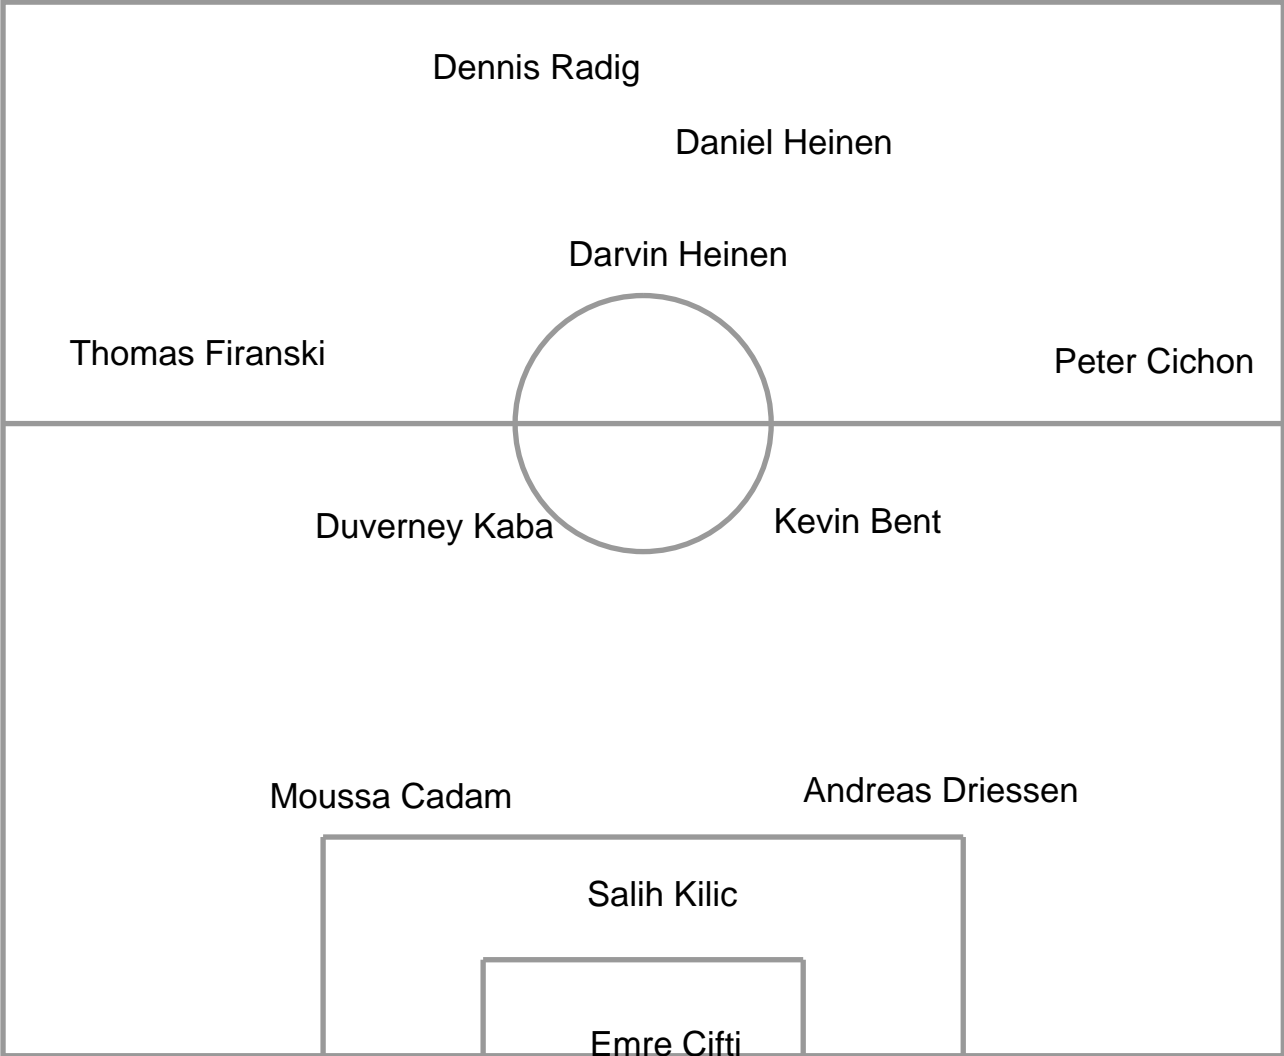 Dennis Radig
Daniel Heinen
Darvin Heinen
Thomas Firanski
Peter Cichon
Duverney Kaba
Kevin Bent
Moussa Cadam
Andreas Driessen
Salih Kilic
Emre Cifti